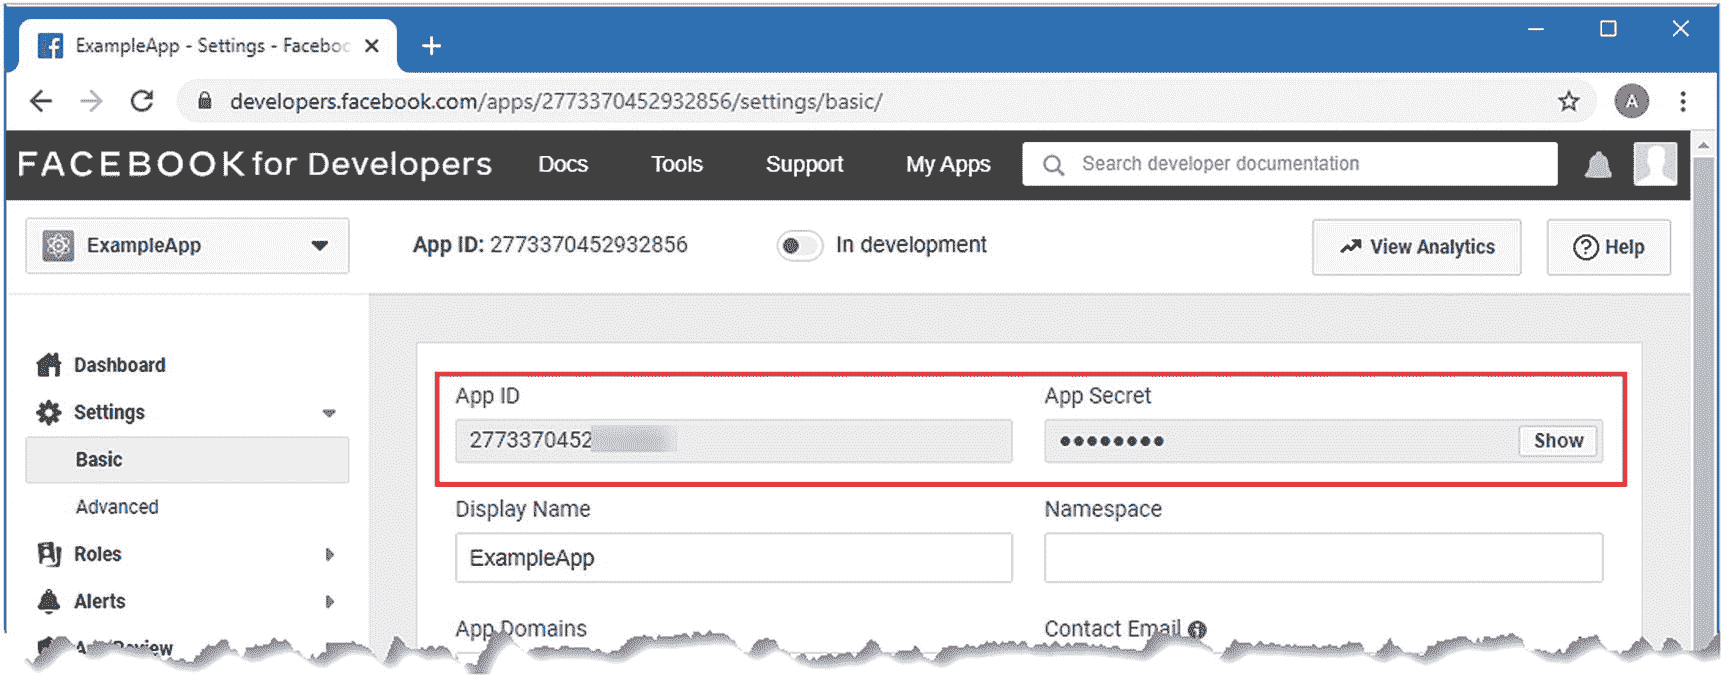 ExampleApp - Settings - Faceboo
developers.facebook.com/apps/2773370452932856/settings/basic/
A
FACEBOOK for Developers Docs Tools Support My Apps Search developer documentation
ExampleApp App ID: 2773370452932856 In development View Analytics Help
Dashboard
Settings
Basic
Advanced
Roles
Alerts
App Review
App ID App Secret
2773370452 •••••••• Show
Display Name Namespace
ExampleApp
App Domains Contact Email